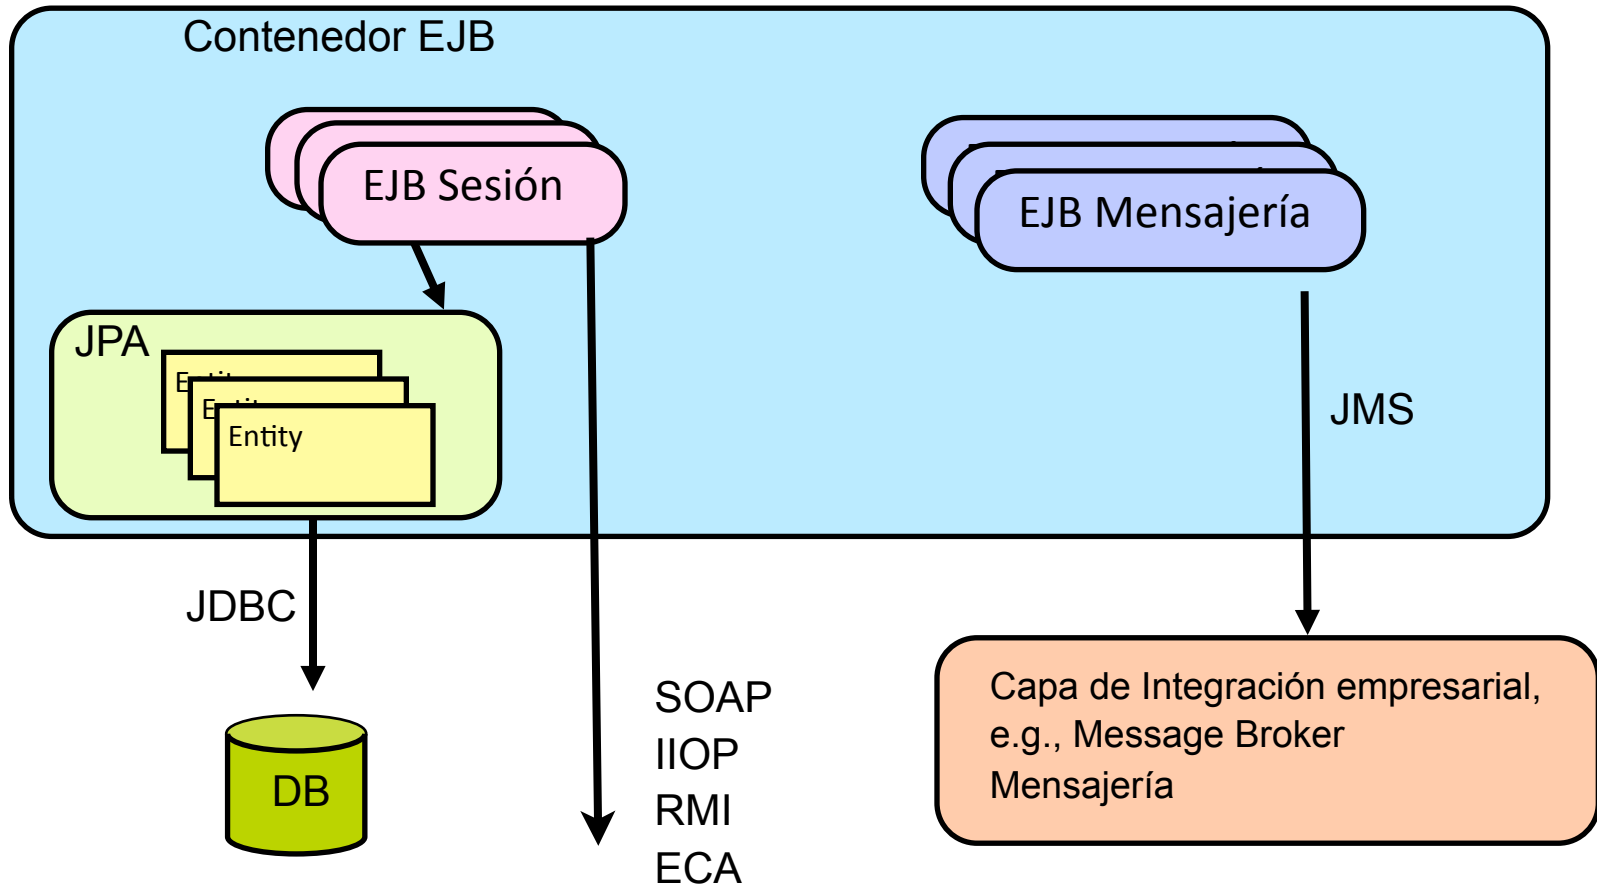 Contenedor EJB
EJB Sesión
EJB Mensajería
JPA
Entity
JMS
JDBC
DB
SOAP
IIOP
RMI
ECA
Capa de Integración empresarial,
e.g., Message Broker
Mensajería